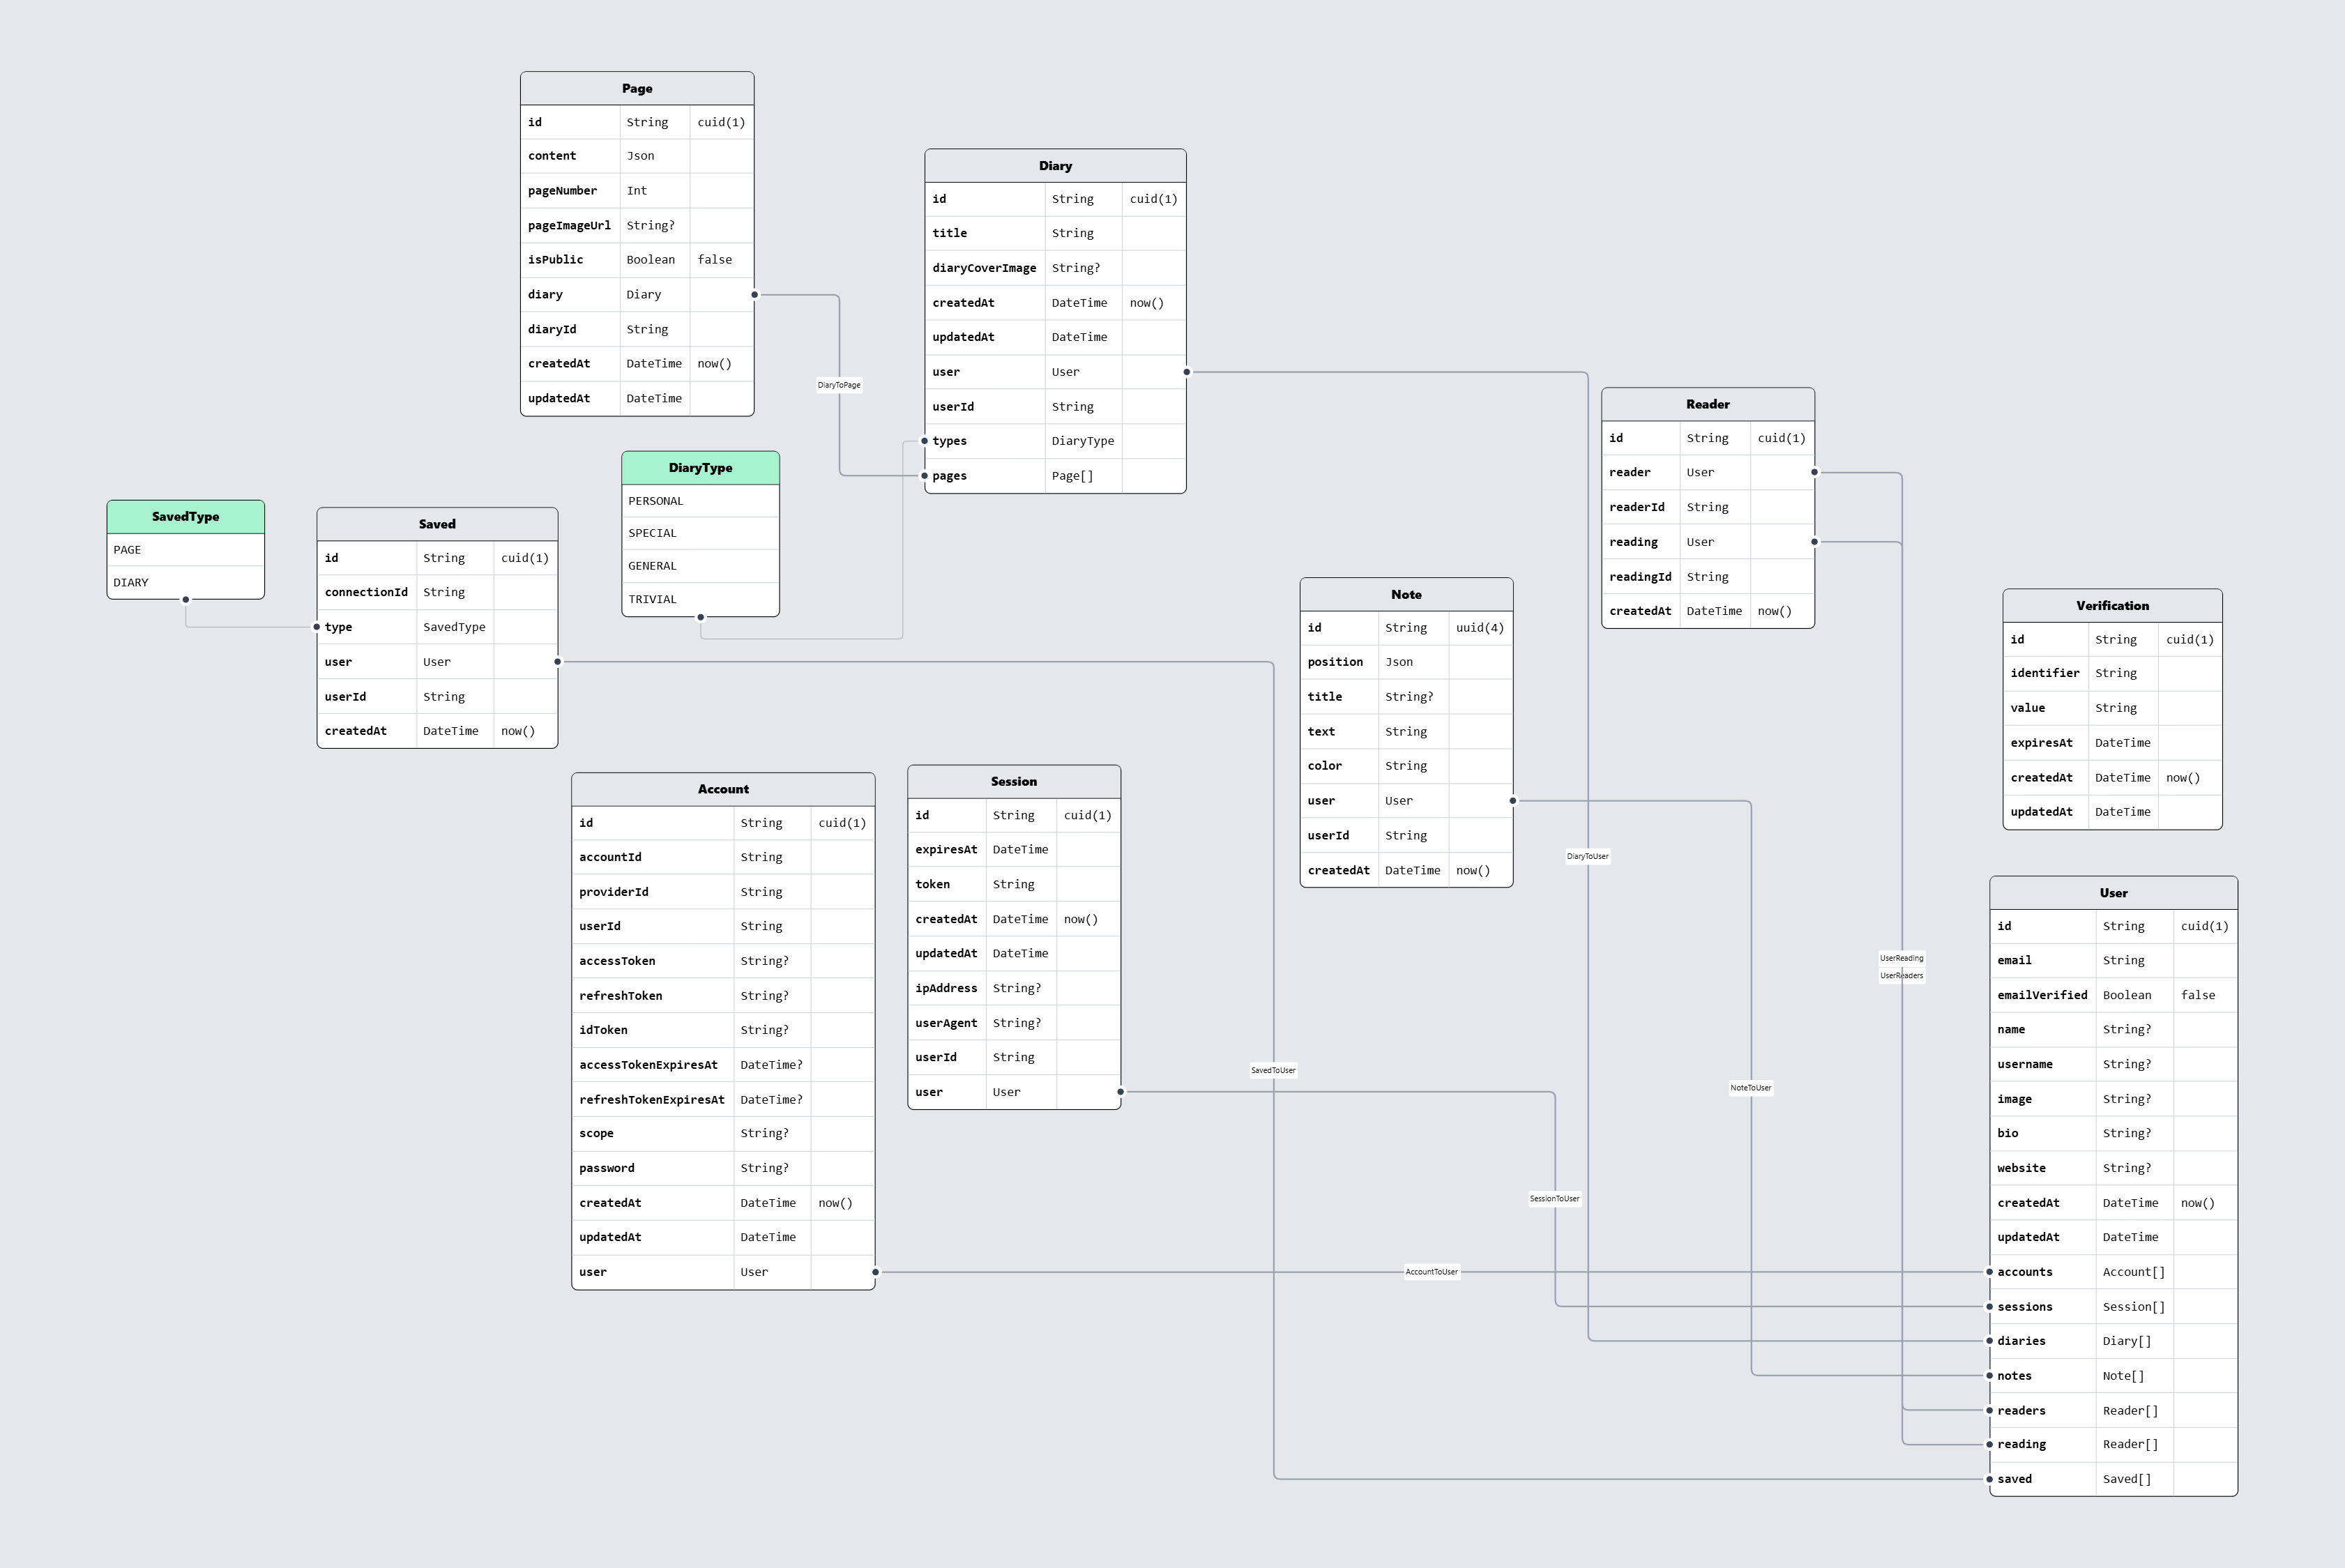 Page
id String cuid(1)
content Json
pageNumber Int
pageImageUrl String?
isPublic Boolean false
diary Diary
diaryId String
createdAt DateTime now()
updatedAt DateTime
Diary
id String cuid(1)
title String
diaryCoverImage String?
createdAt DateTime now()
updatedAt DateTime
user User
userId String
types DiaryType
pages Page[]
DiaryToPage
Reader
id String cuid(1)
reader User
readerId String
reading User
readingId String
createdAt DateTime now()
DiaryType
PERSONAL
SPECIAL
GENERAL
TRIVIAL
SavedType
PAGE
DIARY
Saved
id String cuid(1)
connectionId String
type SavedType
user User
userId String
createdAt DateTime now()
Note
id String uuid(4)
position Json
title String?
text String
color String
user User
userId String
createdAt DateTime now()
Verification
id String cuid(1)
identifier String
value String
expiresAt DateTime
createdAt DateTime now()
updatedAt DateTime
Account
id String cuid(1)
accountId String
providerId String
userId String
accessToken String?
refreshToken String?
idToken String?
accessTokenExpiresAt DateTime?
refreshTokenExpiresAt DateTime?
scope String?
password String?
createdAt DateTime now()
updatedAt DateTime
user User
Session
id String cuid(1)
expiresAt DateTime
token String
createdAt DateTime now()
updatedAt DateTime
ipAddress String?
userAgent String?
userId String
user User
DiaryToUser
UserReading
UserReaders
SavedToUser
NoteToUser
SessionToUser
AccountToUser
User
id String cuid(1)
email String
emailVerified Boolean false
name String?
username String?
image String?
bio String?
website String?
createdAt DateTime now()
updatedAt DateTime
accounts Account[]
sessions Session[]
diaries Diary[]
notes Note[]
readers Reader[]
reading Reader[]
saved Saved[]